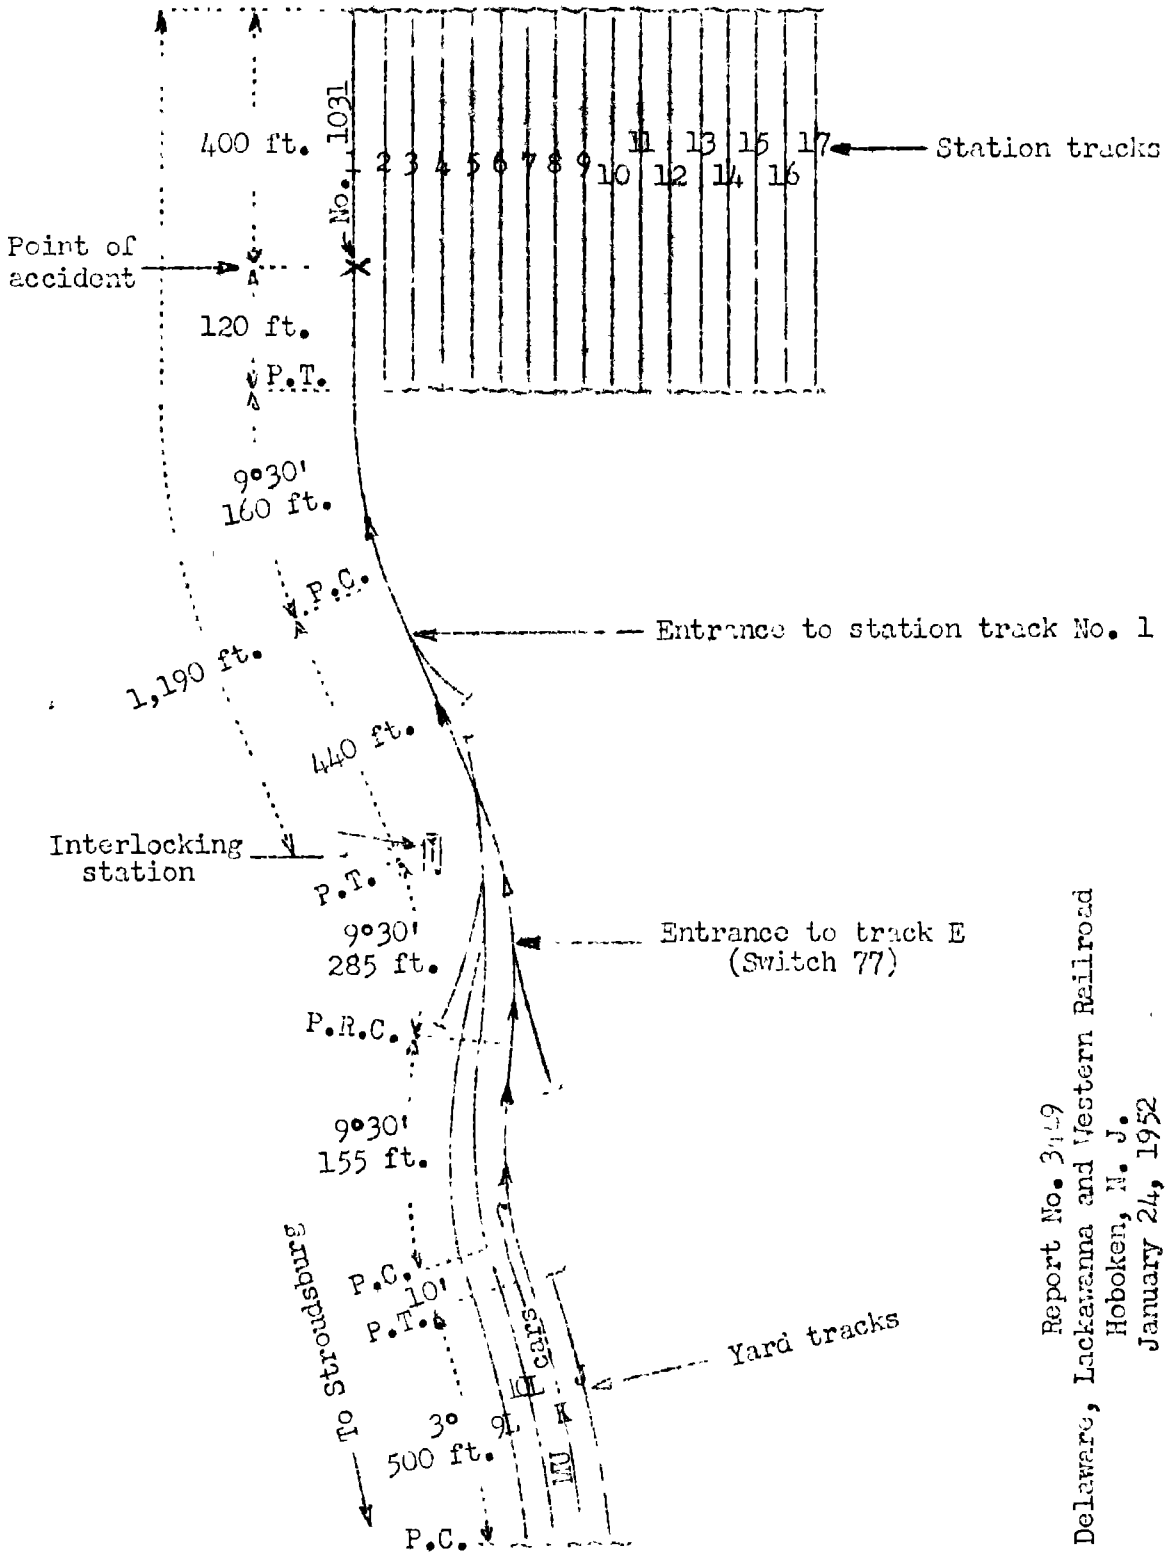 400 ft.
No. 1031
1 2 3 4 5 6 7 8 9 10 11 12 13 14 15 16 17
Station tracks
Point of
accident
120 ft.
P.T.
9°30'
160 ft.
P.C.
Entrance to station track No. 1
1,190 ft.
440 ft.
Interlocking
station
P.T.
9°30'
285 ft.
Entrance to track E
(Switch 77)
P.R.C.
9°30'
155 ft.
P.C.
10'
P.T.
To Stroudsburg
cars
Yard tracks
3°
500 ft.
MU
P.C.
Report No.
Delaware, Lackawanna and Western Railroad
Hoboken, N. J.
January 24, 1952